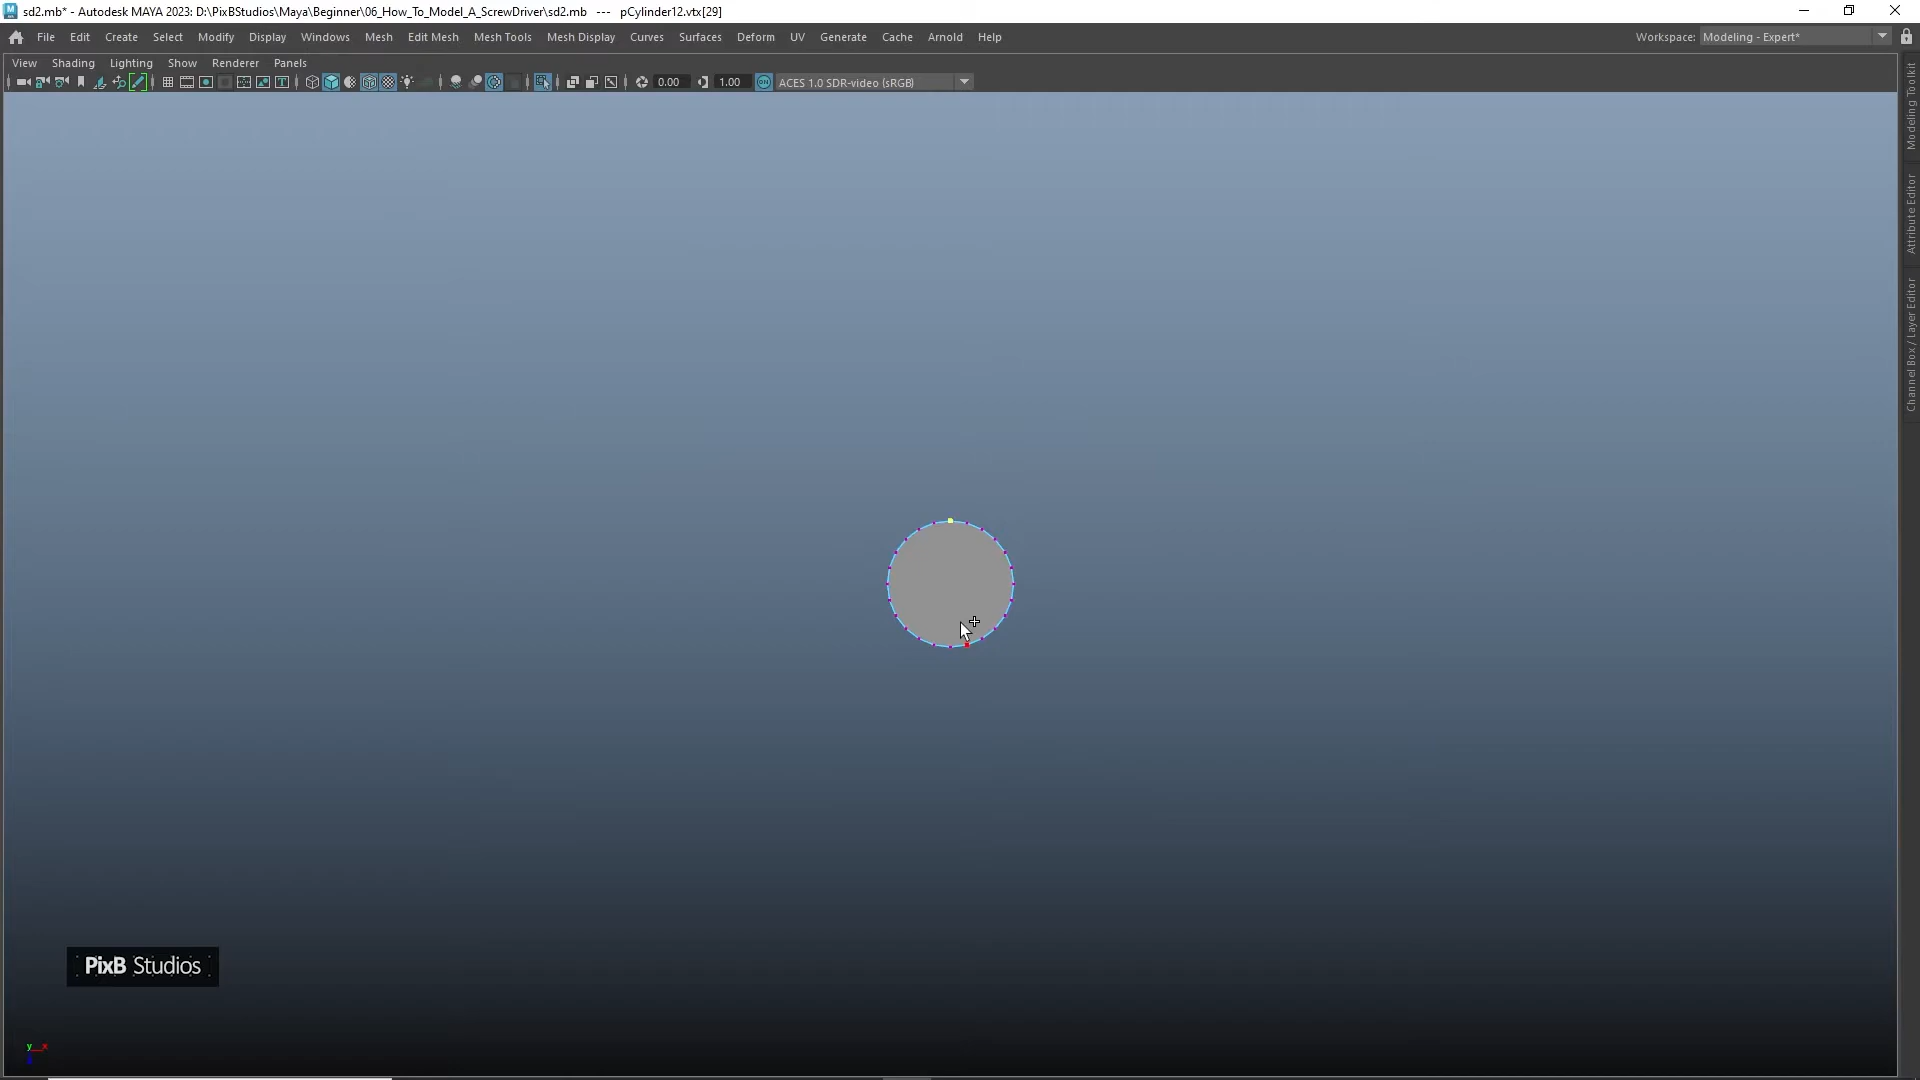 sd2.mb* - Autodesk MAYA 2023: D:\PixBStudios\Maya\Beginner\06_How_To_Model_A_ScrewDriver\sd2.mb --- pCylinder12.vtx[29]
File Edit Create Select Modify Display Windows Mesh Edit Mesh Mesh Tools Mesh Display Curves Surfaces Deform UV Generate Cache Arnold Help Workspace: Modeling - Expert*
View Shading Lighting Show Renderer Panels
0.00 1.00 ON ACES 1.0 SDR-video (sRGB)
Modeling Toolkit
Attribute Editor
Channel Box / Layer Editor
PixB Studios
y x